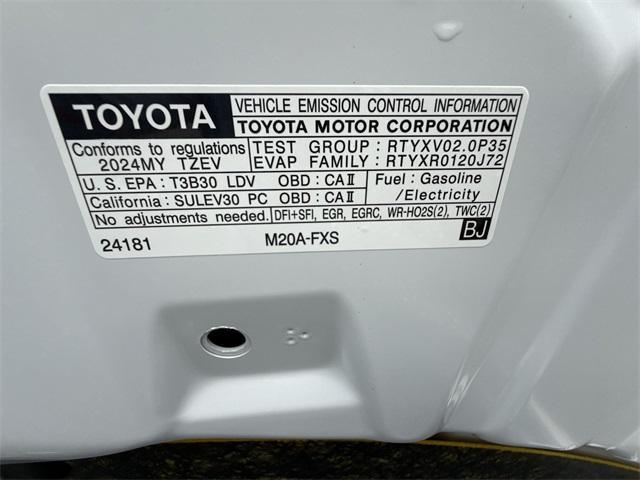 TOYOTA
VEHICLE EMISSION CONTROL INFORMATION
TOYOTA MOTOR CORPORATION
Conforms to regulations
2024MY TZEV
TEST GROUP: RTYXV02.0P35
EVAP FAMILY: RTYXR0120J72
U.S. EPA: T3B30 LDV OBD: CAⅡ
California: SULEV30 PC OBD: CAⅡ
Fuel: Gasoline
/Electricity
No adjustments needed.
DFI+SFI, EGR, EGRC, WR-HO2S(2), TWC(2)
24181
M20A-FXS
BJ